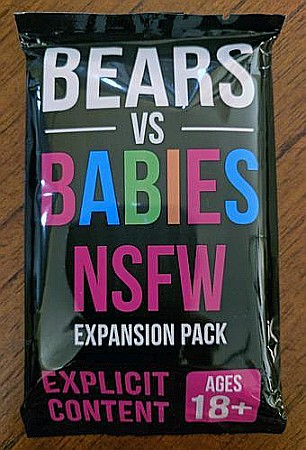 BEARS
VS
BABIES
NSFW
EXPANSION PACK
EXPLICIT
CONTENT
AGES
18+